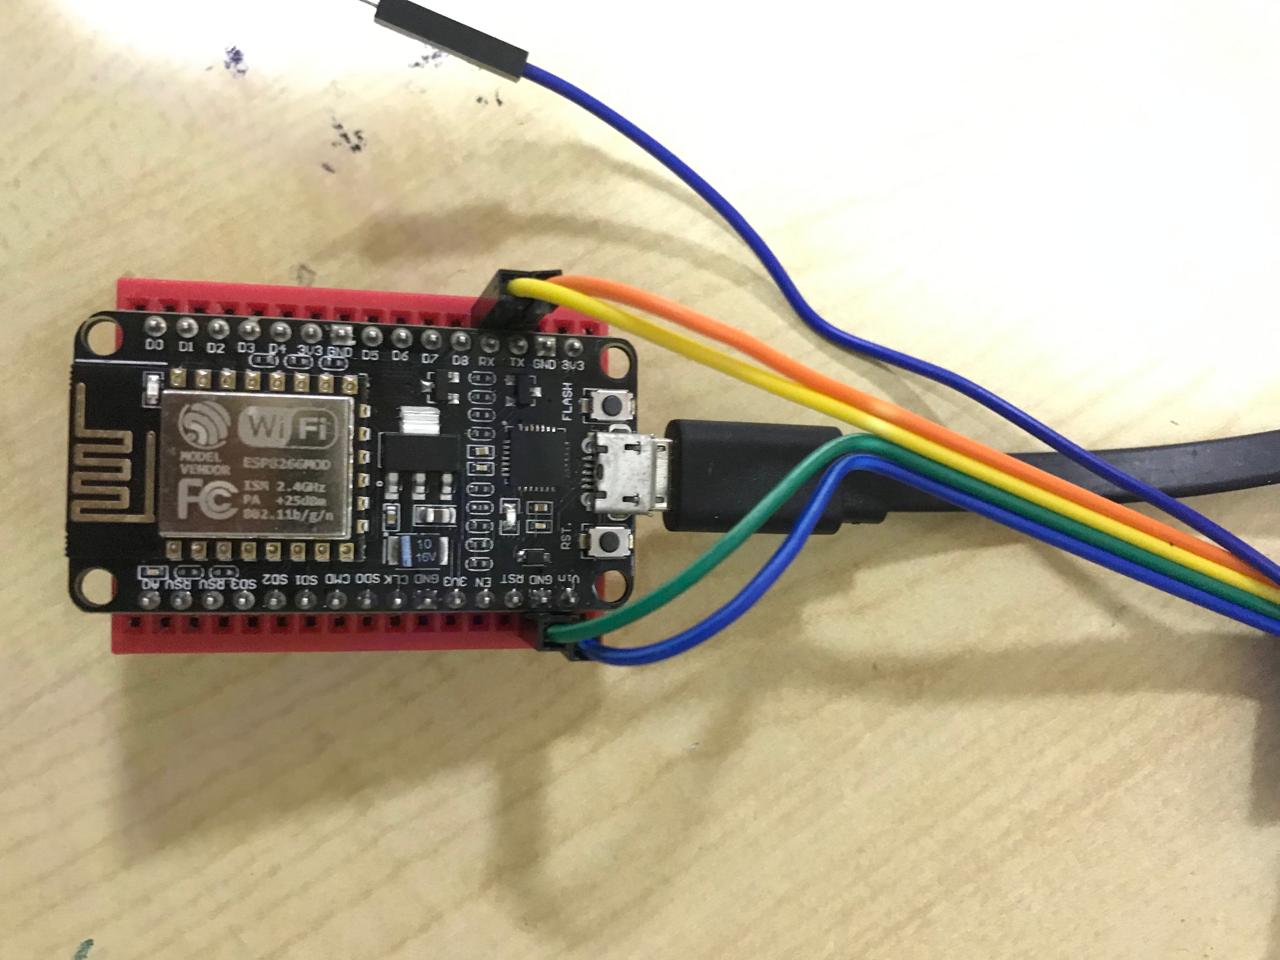 D0 D1 D2 D3 D4 3V3 GND D5 D6 D7 D8 RX TX GND 3V3
FLASH
WiFi
MODEL ESP8266MOD
VENDOR
ISM 2.4GHz
PA +25dBm
802.11b/g/n
FC
10
16V
RST
A0 RSV RSV SD3 SD2 SD1 CMD SD0 CLK GND 3V3 EN RST GND Vin